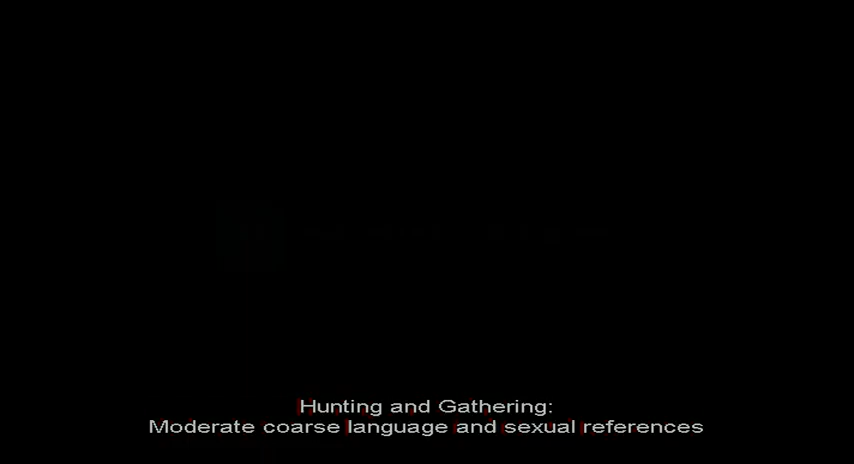 Hunting and Gathering:
Moderate coarse language and sexual references